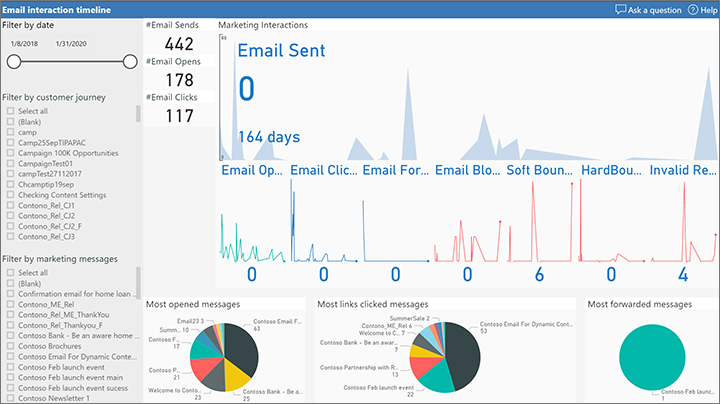 Email interaction timeline
Ask a question
Help
Filter by date
1/8/2018 1/31/2020
#Email Sends
442
#Email Opens
178
#Email Clicks
117
Filter by customer journey
Select all
(Blank)
camp
Camp255sepTIPAPAC
Campaign 100K Opportunities
CampaignTest01
campTest27112017
Chcamptip19sep
Checking Content Settings
Contono_Rel_CJ1
Contono_Rel_CJ2
Contono_Rel_CJ2_F
Contono_Rel_CJ3
Filter by marketing messages
Select all
(Blank)
Confirmation email for home loan ...
Contono_ME_Rel
Contono_Rel_ME_ThankYou
Contono_Rel_Thankyou_F
Contoso Bank - Be an aware home ...
Contoso Brochures
Contoso Email For Dynamic Conte...
Contoso Feb launch event
Contoso Feb launch event main
Contoso Feb launch event sucess
Contoso Newsletter 1
Marketing Interactions
Email Sent
0
164 days
Email Op...
0
Email Clic...
0
Email For...
0
Email Blo...
0
Soft Boun...
6
HardBou...
0
Invalid Re...
4
Most opened messages
Email23 3
Summ...
10
Contoso F...
17
Contoso P...
21
Welcome to Conto...
23
Contoso Bank - Be a...
25
Contoso Email F...
63
Most links clicked messages
SummerSale 2
Contono_ME_Rel 6
Welcome to C...
7
Contoso Bank - Be an awar...
7
Contoso Partnership with R...
13
Contoso Feb launch event
22
Contoso Email For Dynamic Cont...
53
Most forwarded messages
Contoso Feb launch e...
1